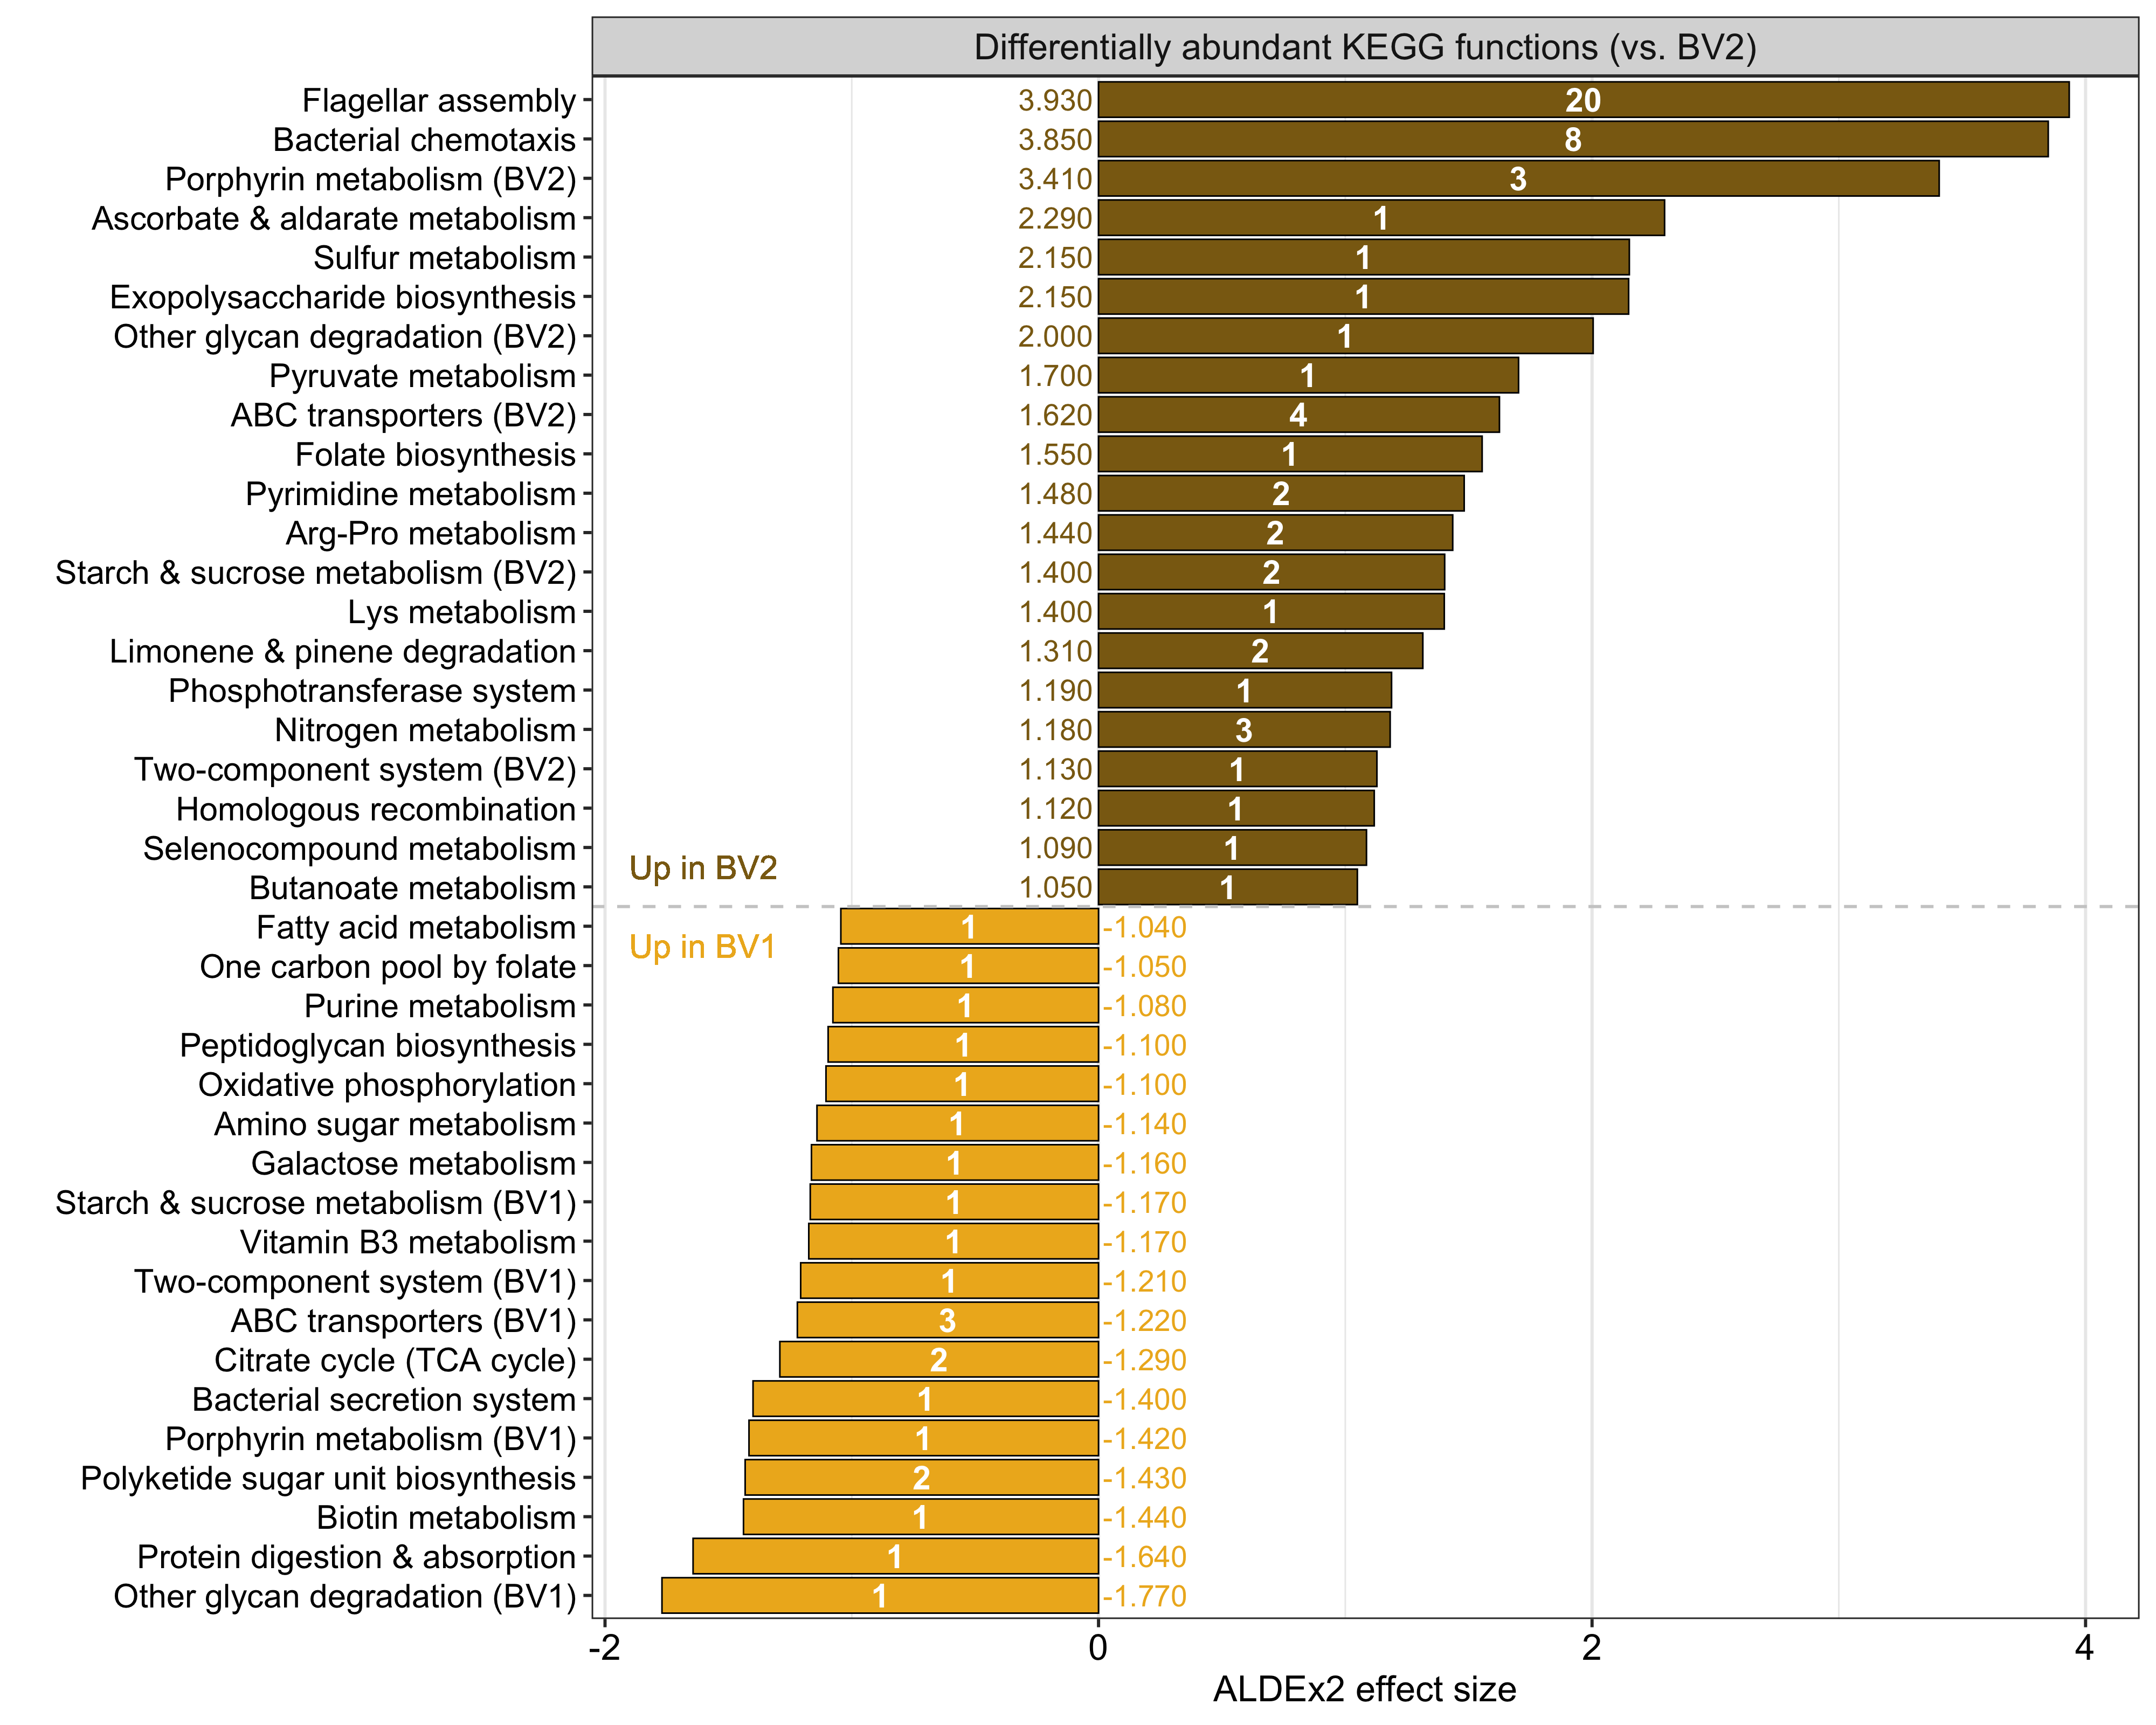 Differentially abundant KEGG functions (vs. BV2)
Flagellar assembly 3.930 20
Bacterial chemotaxis 3.850 8
Porphyrin metabolism (BV2) 3.410 3
Ascorbate & aldarate metabolism 2.290 1
Sulfur metabolism 2.150 1
Exopolysaccharide biosynthesis 2.150 1
Other glycan degradation (BV2) 2.000 1
Pyruvate metabolism 1.700 1
ABC transporters (BV2) 1.620 4
Folate biosynthesis 1.550 1
Pyrimidine metabolism 1.480 2
Arg-Pro metabolism 1.440 2
Starch & sucrose metabolism (BV2) 1.400 2
Lys metabolism 1.400 1
Limonene & pinene degradation 1.310 2
Phosphotransferase system 1.190 1
Nitrogen metabolism 1.180 3
Two-component system (BV2) 1.130 1
Homologous recombination 1.120 1
Selenocompound metabolism 1.090 1
Up in BV2
Butanoate metabolism 1.050 1
Fatty acid metabolism 1 -1.040
Up in BV1
One carbon pool by folate 1 -1.050
Purine metabolism 1 -1.080
Peptidoglycan biosynthesis 1 -1.100
Oxidative phosphorylation 1 -1.100
Amino sugar metabolism 1 -1.140
Galactose metabolism 1 -1.160
Starch & sucrose metabolism (BV1) 1 -1.170
Vitamin B3 metabolism 1 -1.170
Two-component system (BV1) 1 -1.210
ABC transporters (BV1) 3 -1.220
Citrate cycle (TCA cycle) 2 -1.290
Bacterial secretion system 1 -1.400
Porphyrin metabolism (BV1) 1 -1.420
Polyketide sugar unit biosynthesis 2 -1.430
Biotin metabolism 1 -1.440
Protein digestion & absorption 1 -1.640
Other glycan degradation (BV1) 1 -1.770
-2 0 2 4
ALDEx2 effect size